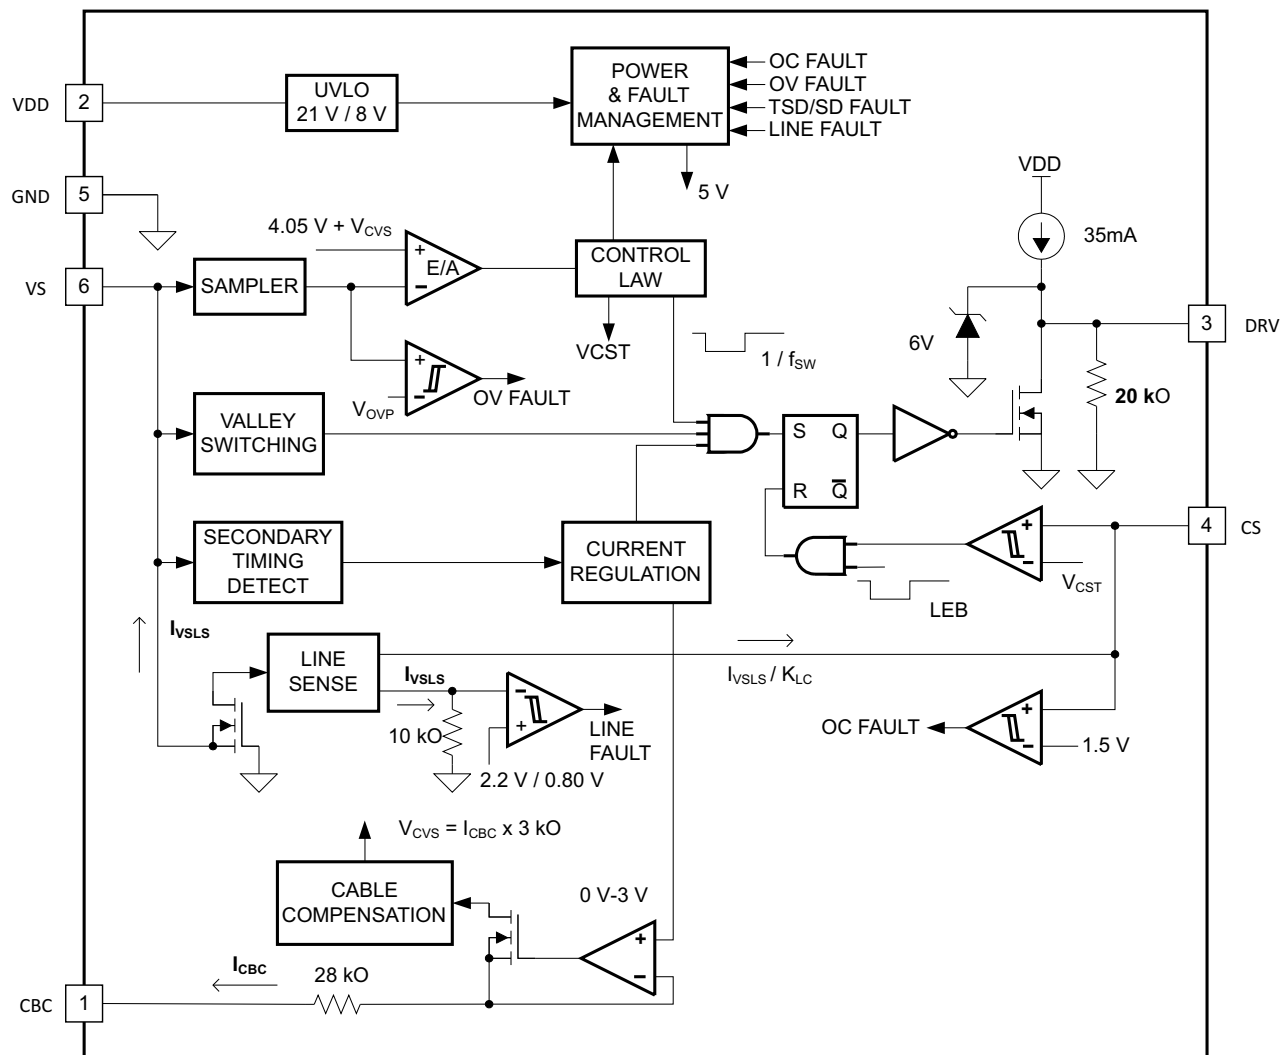 VDD
2
UVLO
21 V / 8 V
POWER
& FAULT
MANAGEMENT
OC FAULT
OV FAULT
TSD/SD FAULT
LINE FAULT
5 V
GND
5
VDD
35mA
4.05 V + VCVS
+
E/A
−
CONTROL
LAW
VS
6
SAMPLER
VCST
1 / fSW
6V
3
DRV
20 kO
+
−
VOVP
OV FAULT
VALLEY
SWITCHING
S Q
R Q̅
SECONDARY
TIMING
DETECT
CURRENT
REGULATION
+
−
VCST
4
CS
LEB
IVSLS
LINE
SENSE
IVSLS
10 kO
−
+
LINE
FAULT
2.2 V / 0.80 V
IVSLS / KLC
OC FAULT
+
−
1.5 V
VCVS = ICBC x 3 kO
CABLE
COMPENSATION
0 V-3 V
+
−
ICBC
28 kO
CBC
1